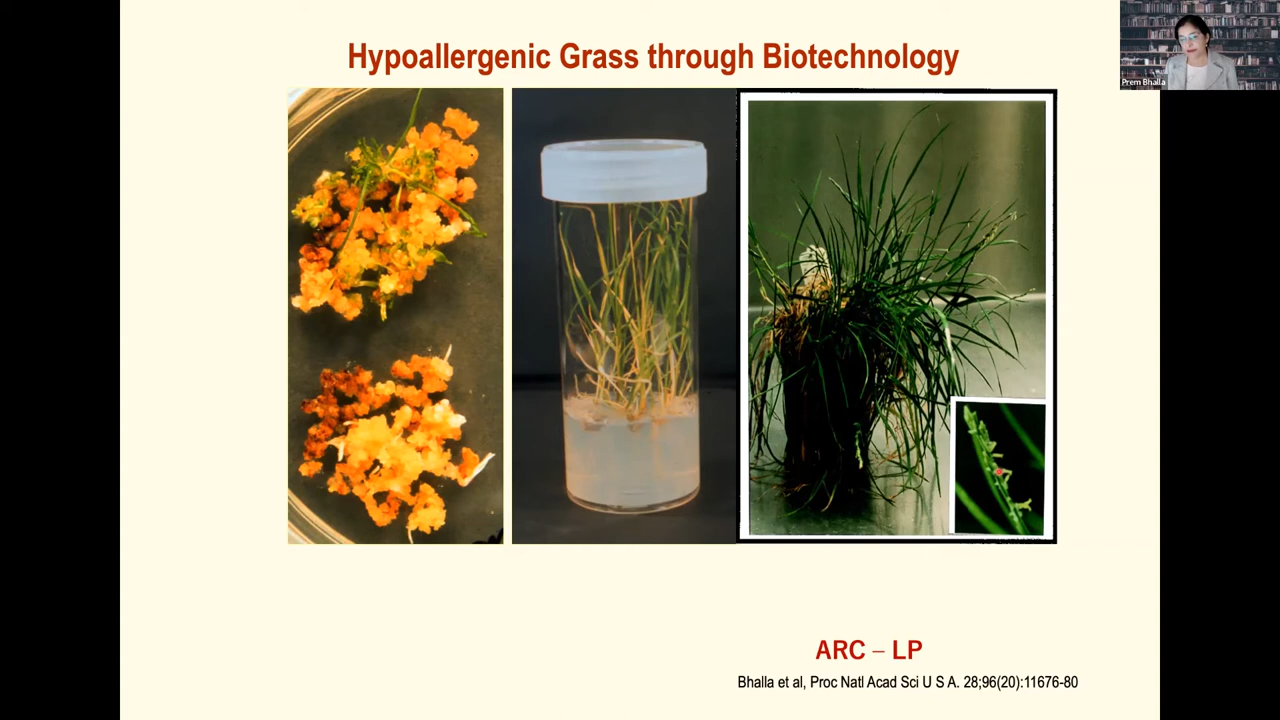 Hypoallergenic Grass through Biotechnology
Prem Bhalla
ARC – LP
Bhalla et al, Proc Natl Acad Sci U S A. 28;96(20):11676-80